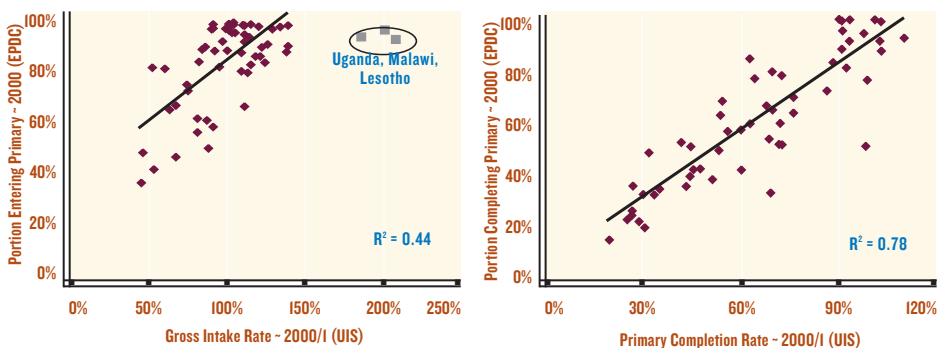 Portion Entering Primary ~ 2000 (EPDC)
100%
80%
60%
40%
20%
0%
Uganda, Malawi,
Lesotho
R² = 0.44
0%
50%
100%
150%
200%
250%
Gross Intake Rate ~ 2000/1 (UIS)
Portion Completing Primary ~ 2000 (EPDC)
100%
80%
60%
40%
20%
0%
R² = 0.78
0%
30%
60%
90%
120%
Primary Completion Rate ~ 2000/1 (UIS)